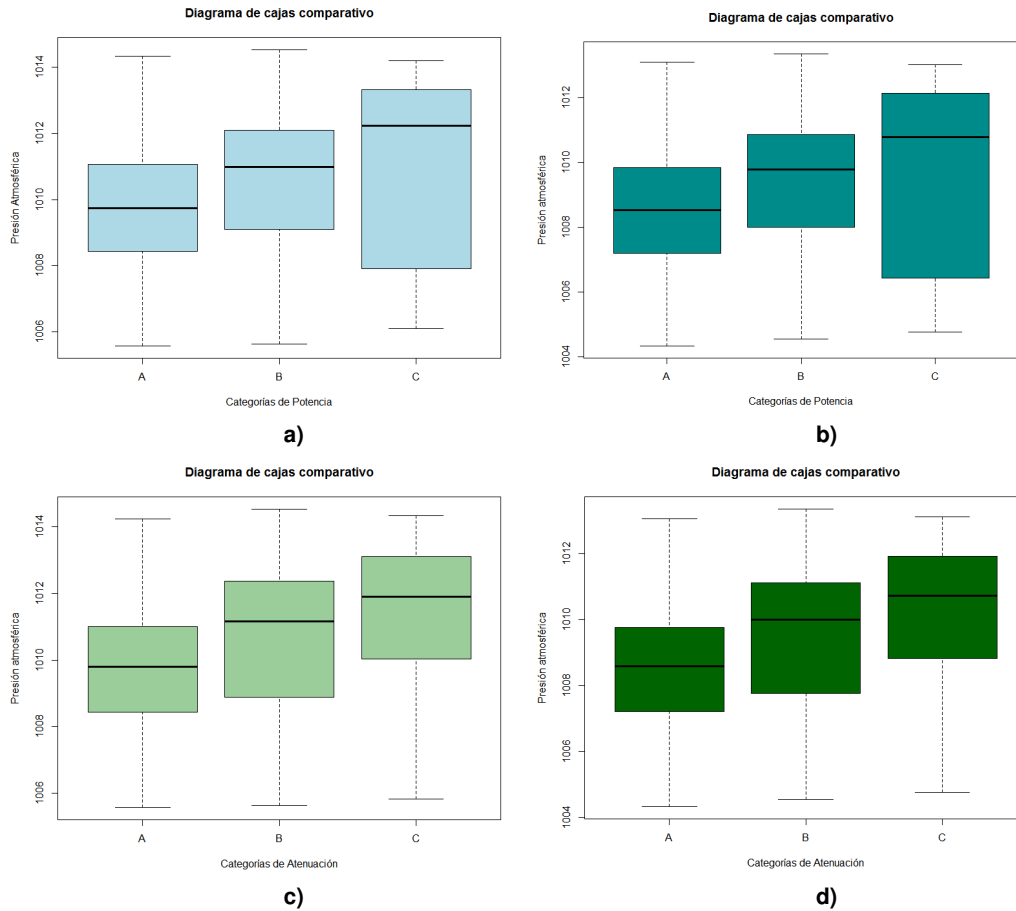 Diagrama de cajas comparativo
Presión Atmosférica
1014
1012
1010
1008
1006
A B C
Categorías de Potencia
a)
Diagrama de cajas comparativo
Presión atmosférica
1012
1010
1008
1006
1004
A B C
Categorías de Potencia
b)
Diagrama de cajas comparativo
Presión atmosférica
1014
1012
1010
1008
1006
A B C
Categorías de Atenuación
c)
Diagrama de cajas comparativo
Presión atmosférica
1012
1010
1008
1006
1004
A B C
Categorías de Atenuación
d)